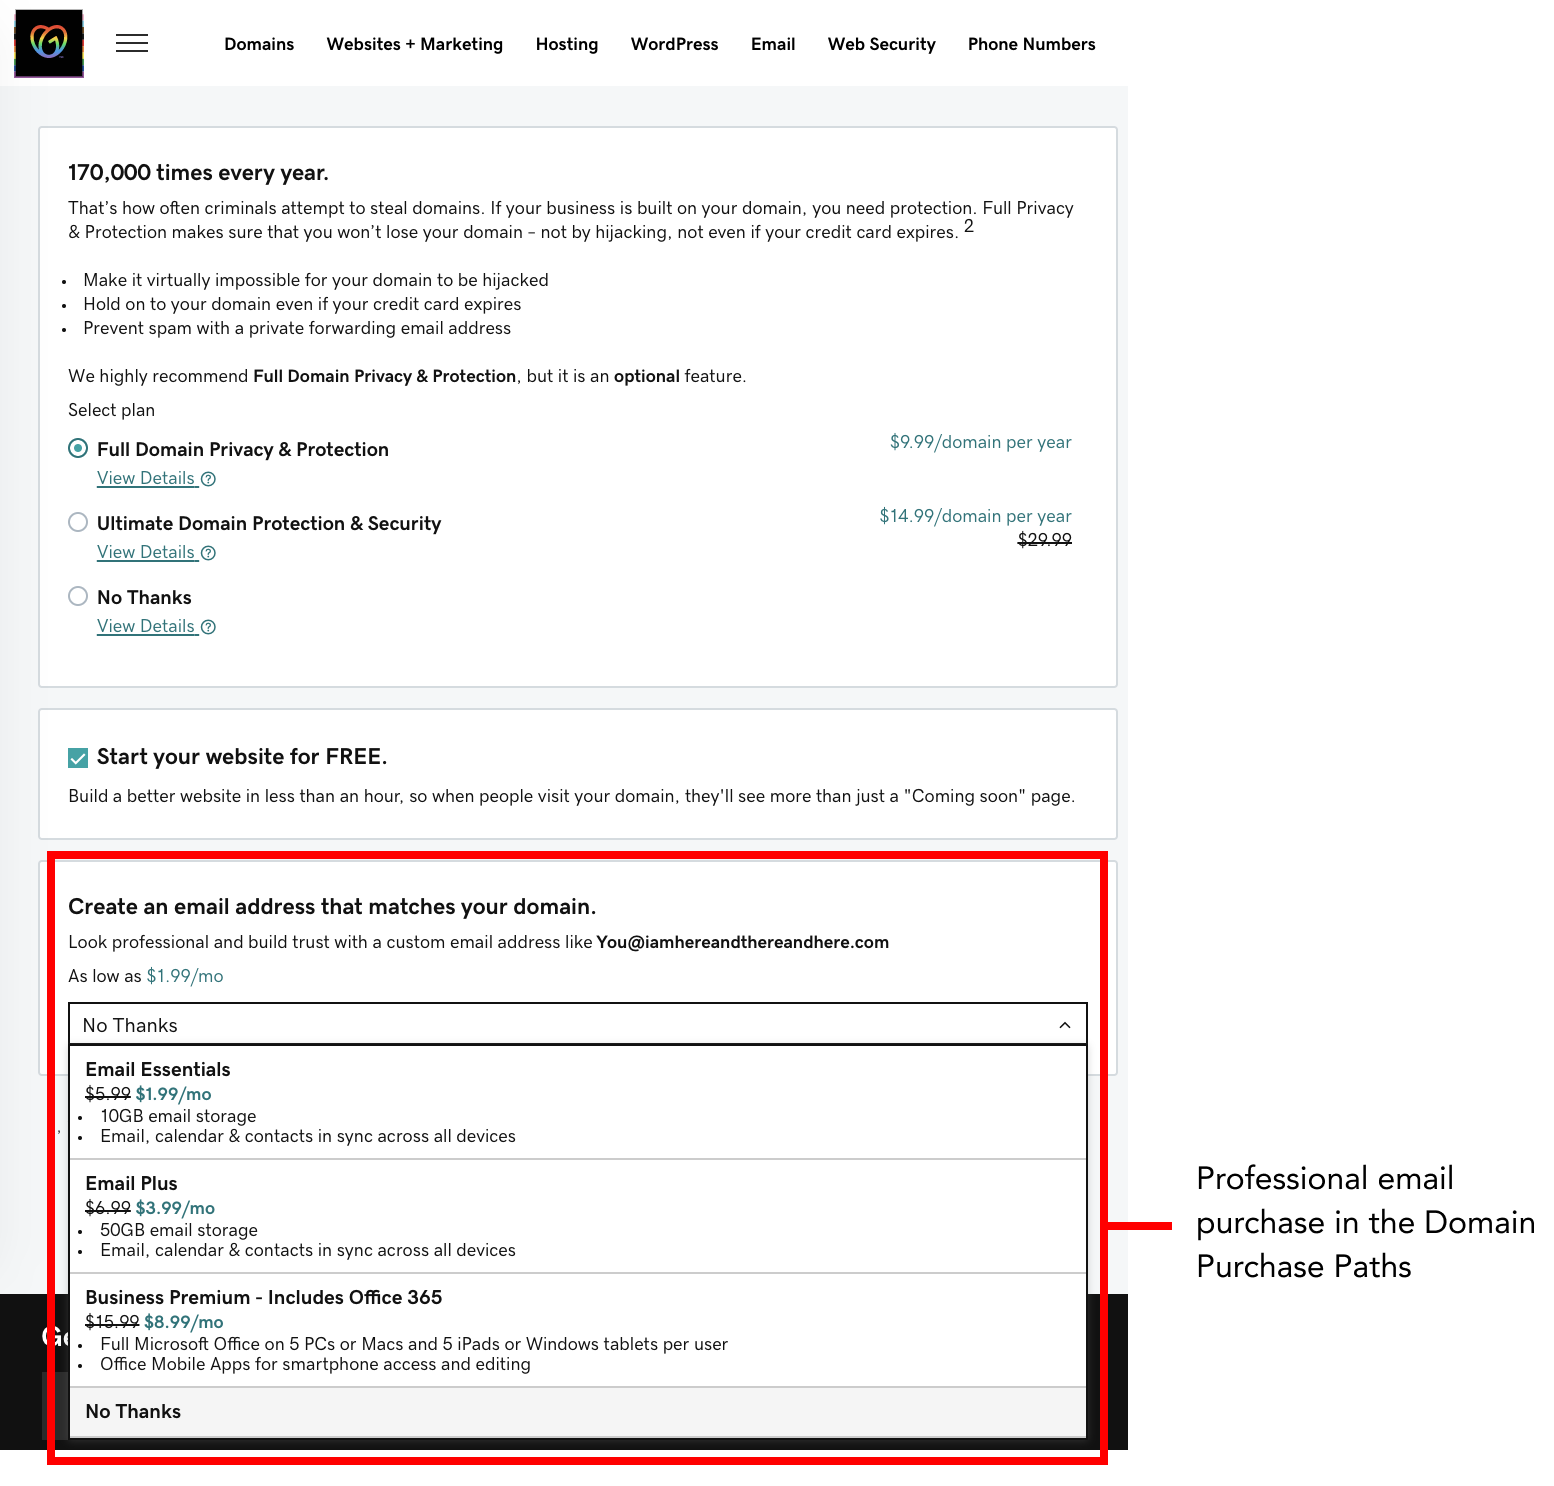 Domains Websites + Marketing Hosting WordPress Email Web Security Phone Numbers
170,000 times every year.
That's how often criminals attempt to steal domains. If your business is built on your domain, you need protection. Full Privacy
& Protection makes sure that you won't lose your domain – not by hijacking, not even if your credit card expires. 2
• Make it virtually impossible for your domain to be hijacked
• Hold on to your domain even if your credit card expires
• Prevent spam with a private forwarding email address
We highly recommend Full Domain Privacy & Protection, but it is an optional feature.
Select plan
Full Domain Privacy & Protection $9.99/domain per year
View Details ?
Ultimate Domain Protection & Security $14.99/domain per year
$29.99
View Details ?
No Thanks
View Details ?
Start your website for FREE.
Build a better website in less than an hour, so when people visit your domain, they'll see more than just a "Coming soon" page.
Create an email address that matches your domain.
Look professional and build trust with a custom email address like You@iamhereandthereandhere.com
As low as $1.99/mo
No Thanks
Email Essentials
$5.99 $1.99/mo
• 10GB email storage
• Email, calendar & contacts in sync across all devices
Email Plus
$6.99 $3.99/mo
• 50GB email storage
• Email, calendar & contacts in sync across all devices
Business Premium - Includes Office 365
$15.99 $8.99/mo
• Full Microsoft Office on 5 PCs or Macs and 5 iPads or Windows tablets per user
• Office Mobile Apps for smartphone access and editing
No Thanks
Professional email
purchase in the Domain
Purchase Paths